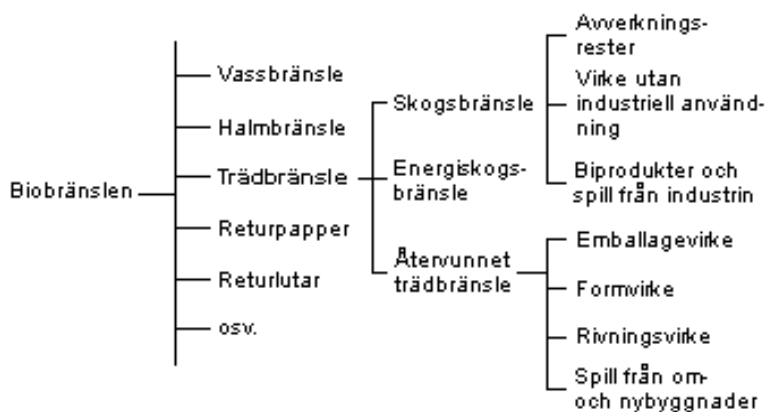 Biobränslen
Vassbränsle
Halmbränsle
Trädbränsle
Returpapper
Returlutar
osv.
Skogsbränsle
Energiskogs-
bränsle
Återvunnet
trädbränsle
Avverknings-
rester
Virke utan
industriell använd-
ning
Biprodukter och
spill från industrin
Emballagevirke
Formvirke
Rivningsvirke
Spill från om-
och nybyggnader